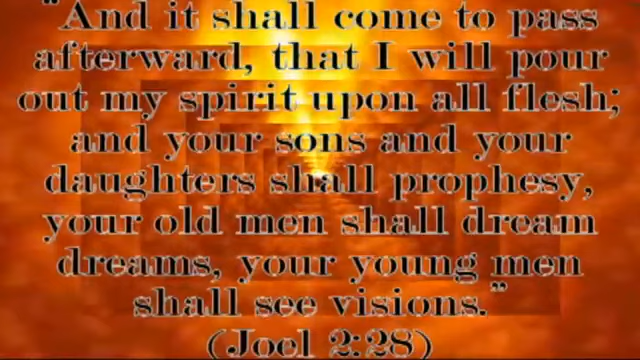 "And it shall come to pass
afterward, that I will pour
out my spirit upon all flesh;
and your sons and your
daughters shall prophesy,
your old men shall dream
dreams, your young men
shall see visions."
(Joel 2:28)